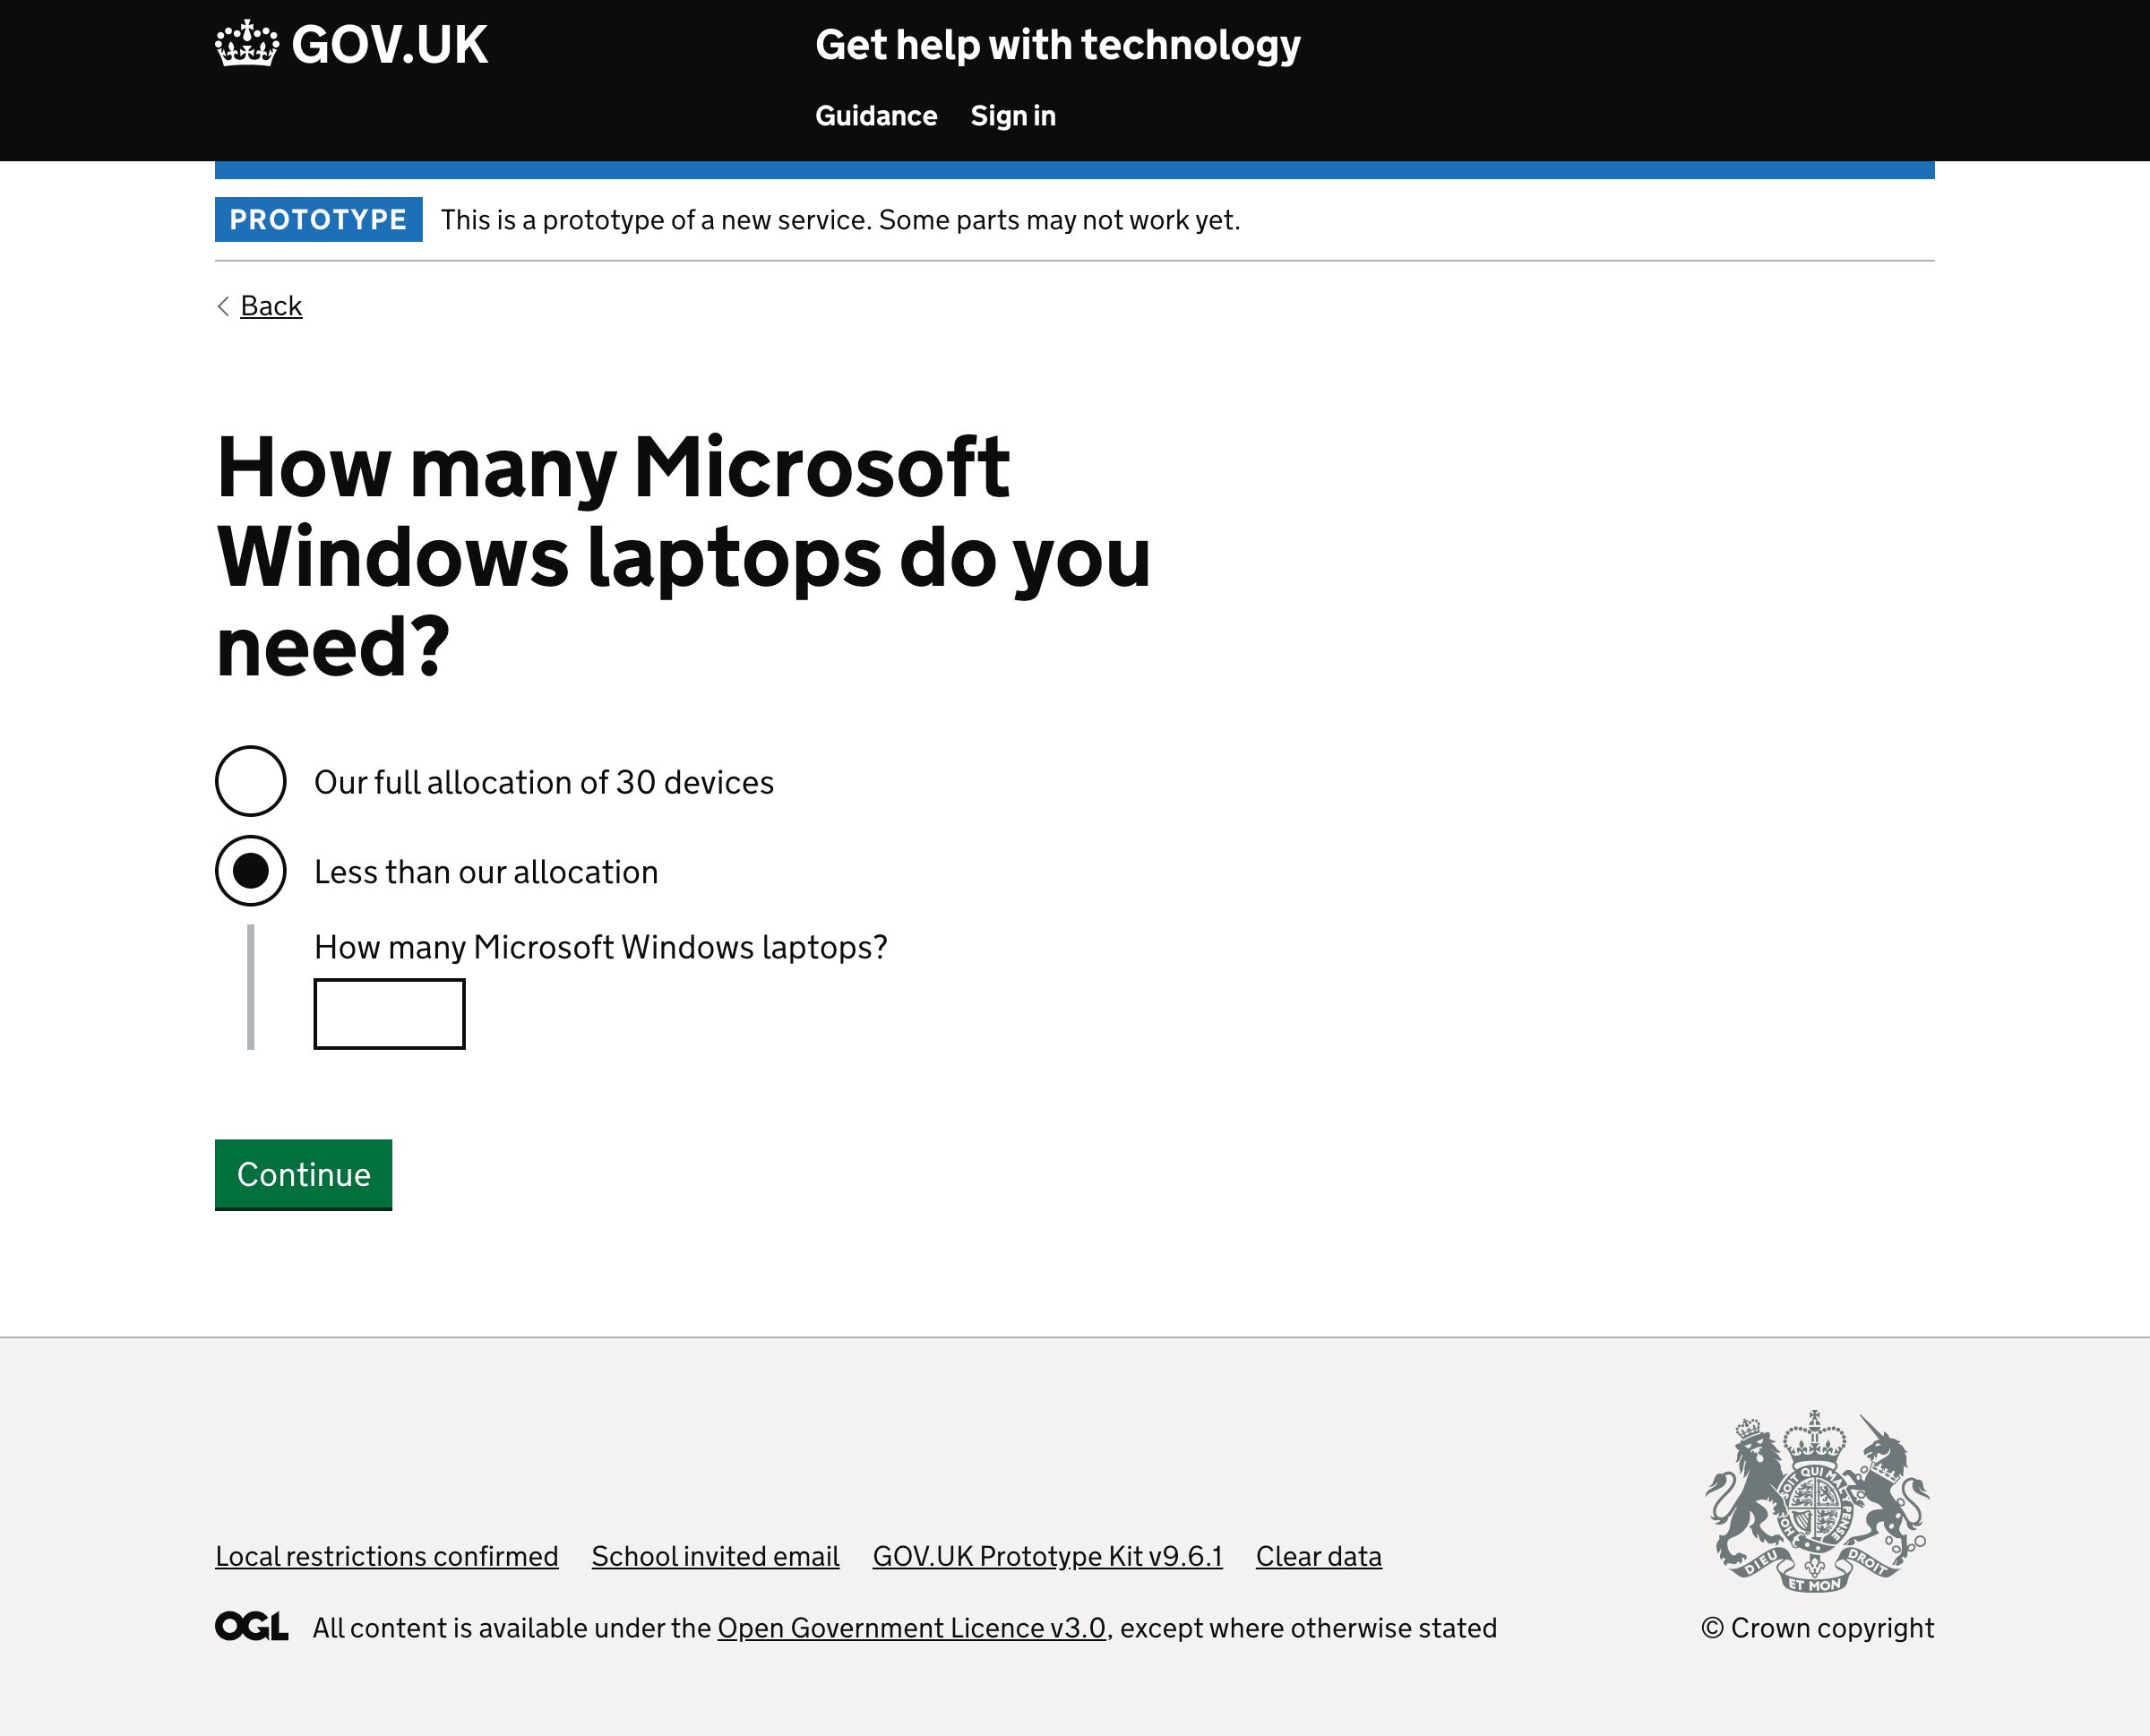 GOV.UK
Get help with technology
Guidance Sign in
PROTOTYPE This is a prototype of a new service. Some parts may not work yet.
Back
How many Microsoft
Windows laptops do you
need?
Our full allocation of 30 devices
Less than our allocation
How many Microsoft Windows laptops?
Continue
Local restrictions confirmed School invited email GOV.UK Prototype Kit v9.6.1 Clear data
OGL All content is available under the Open Government Licence v3.0, except where otherwise stated
SOIT QUI MAL Y PENSE
DIEU ET MON DROIT
© Crown copyright